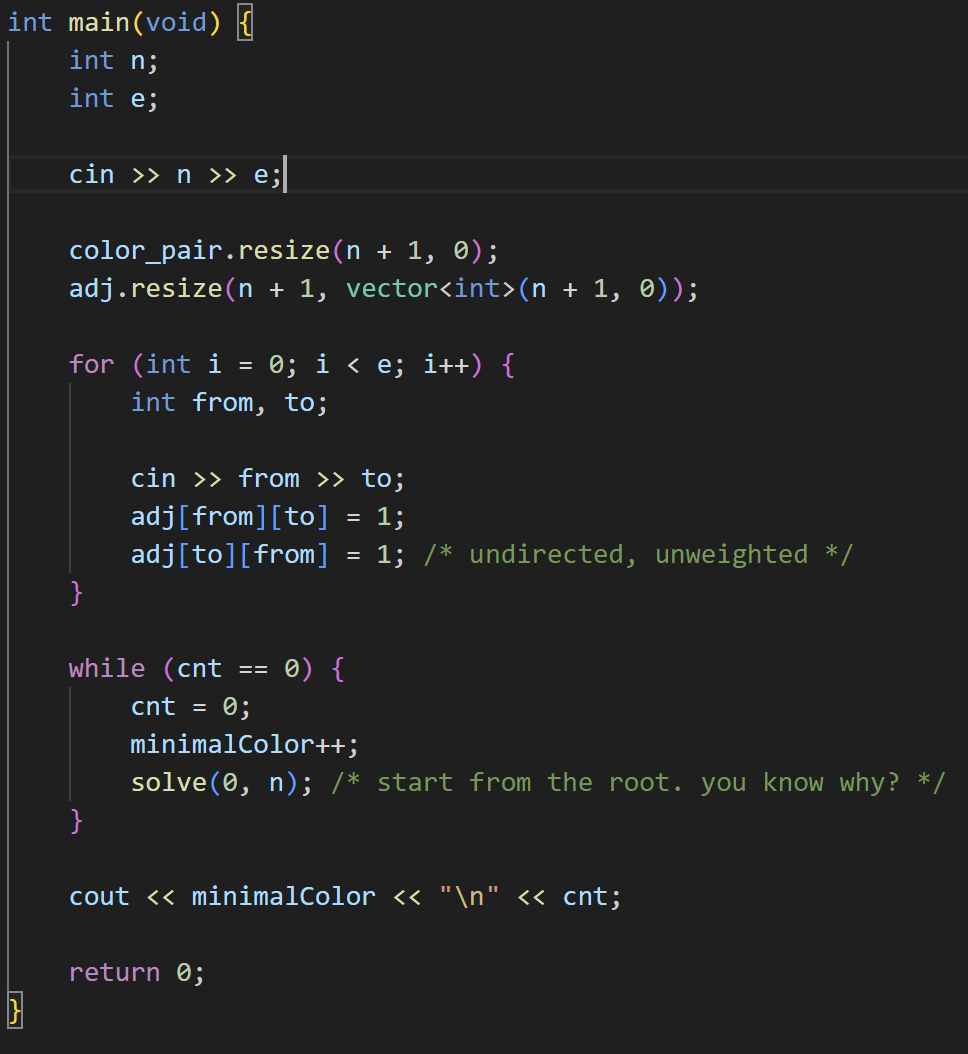 int main(void) {
    int n;
    int e;

    cin >> n >> e;

    color_pair.resize(n + 1, 0);
    adj.resize(n + 1, vector<int>(n + 1, 0));

    for (int i = 0; i < e; i++) {
        int from, to;

        cin >> from >> to;
        adj[from][to] = 1;
        adj[to][from] = 1; /* undirected, unweighted */
    }

    while (cnt == 0) {
        cnt = 0;
        minimalColor++;
        solve(0, n); /* start from the root. you know why? */
    }

    cout << minimalColor << "\n" << cnt;

    return 0;
}